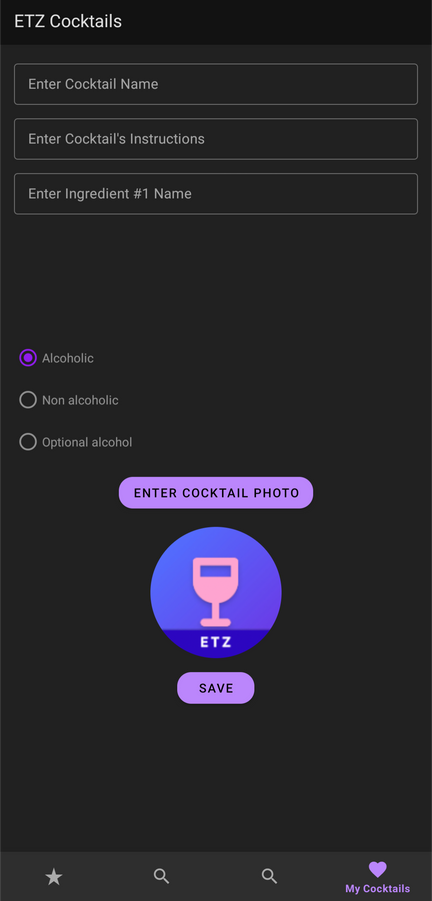 ETZ Cocktails
Enter Cocktail Name
Enter Cocktail's Instructions
Enter Ingredient #1 Name
Alcoholic
Non alcoholic
Optional alcohol
ENTER COCKTAIL PHOTO
ETZ
SAVE
My Cocktails